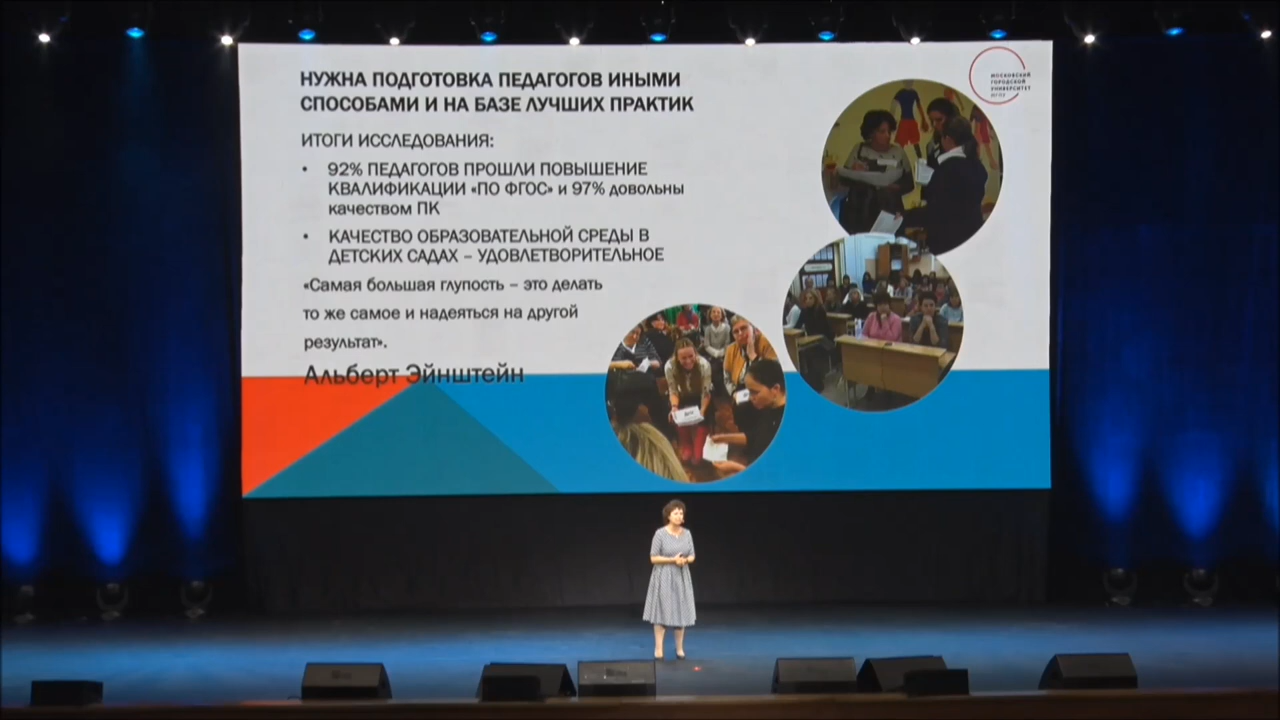 НУЖНА ПОДГОТОВКА ПЕДАГОГОВ ИНЫМИ
СПОСОБАМИ И НА БАЗЕ ЛУЧШИХ ПРАКТИК
ИТОГИ ИССЛЕДОВАНИЯ:
• 92% ПЕДАГОГОВ ПРОШЛИ ПОВЫШЕНИЕ
КВАЛИФИКАЦИИ «ПО ФГОС» и 97% довольны
качеством ПК
• КАЧЕСТВО ОБРАЗОВАТЕЛЬНОЙ СРЕДЫ В
ДЕТСКИХ САДАХ – УДОВЛЕТВОРИТЕЛЬНОЕ
«Самая большая глупость – это делать
то же самое и надеяться на другой
результат».
Альберт Эйнштейн
МОСКОВСКИЙ
ГОРОДСКОЙ
УНИВЕРСИТЕТ
МГПУ